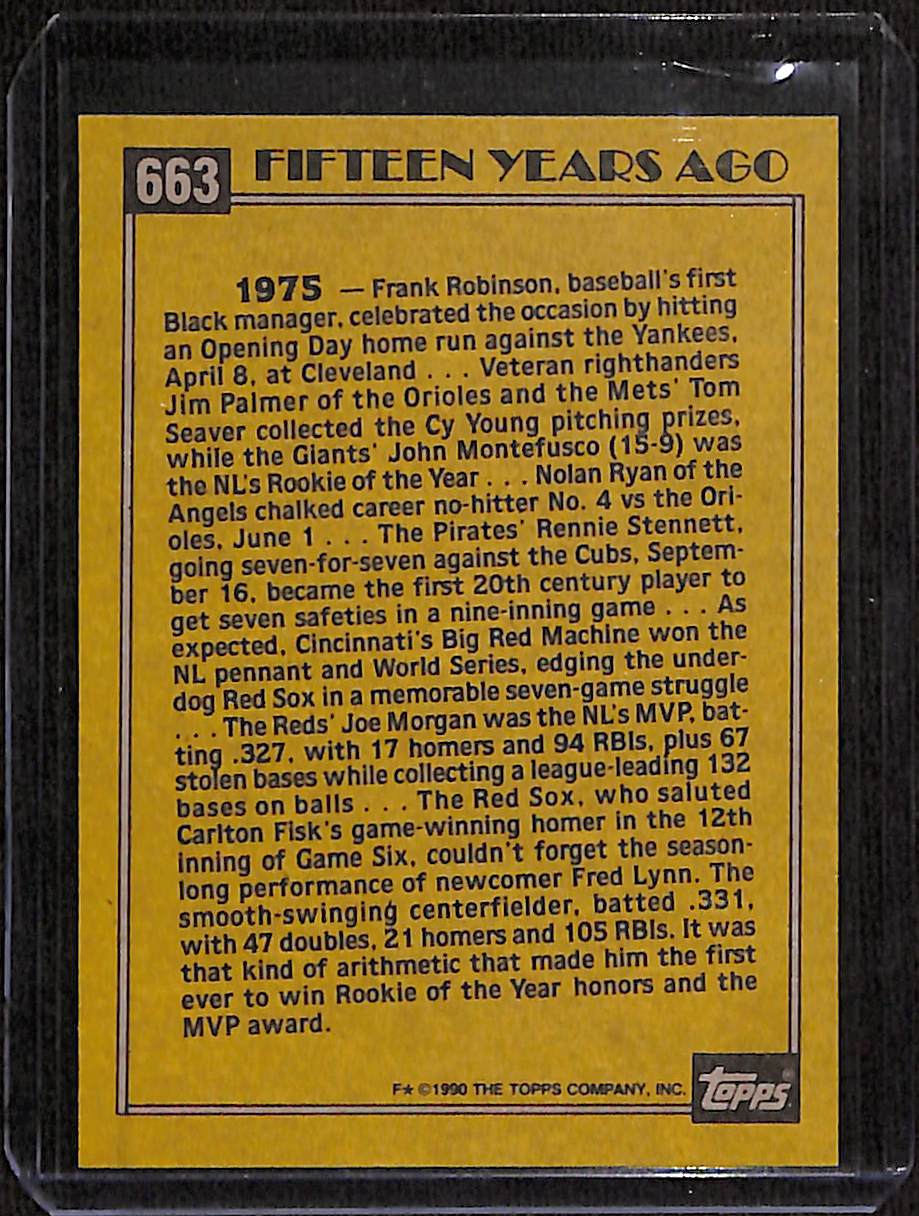 663 FIFTEEN YEARS AGO
1975 — Frank Robinson, baseball's first
Black manager, celebrated the occasion by hitting
an Opening Day home run against the Yankees,
April 8, at Cleveland . . . Veteran righthanders
Jim Palmer of the Orioles and the Mets' Tom
Seaver collected the Cy Young pitching prizes,
while the Giants' John Montefusco (15-9) was
the NL's Rookie of the Year . . . Nolan Ryan of the
Angels chalked career no-hitter No. 4 vs the Ori-
oles, June 1 . . . The Pirates' Rennie Stennett,
going seven-for-seven against the Cubs, Septem-
ber 16, became the first 20th century player to
get seven safeties in a nine-inning game . . . As
expected, Cincinnati's Big Red Machine won the
NL pennant and World Series, edging the under-
dog Red Sox in a memorable seven-game struggle
. . . The Reds' Joe Morgan was the NL's MVP, bat-
ting .327, with 17 homers and 94 RBIs, plus 67
stolen bases while collecting a league-leading 132
bases on balls . . . The Red Sox, who saluted
Carlton Fisk's game-winning homer in the 12th
inning of Game Six, couldn't forget the season-
long performance of newcomer Fred Lynn. The
smooth-swinging centerfielder, batted .331,
with 47 doubles, 21 homers and 105 RBIs. It was
that kind of arithmetic that made him the first
ever to win Rookie of the Year honors and the
MVP award.
F★ ©1990 THE TOPPS COMPANY, INC. Topps®